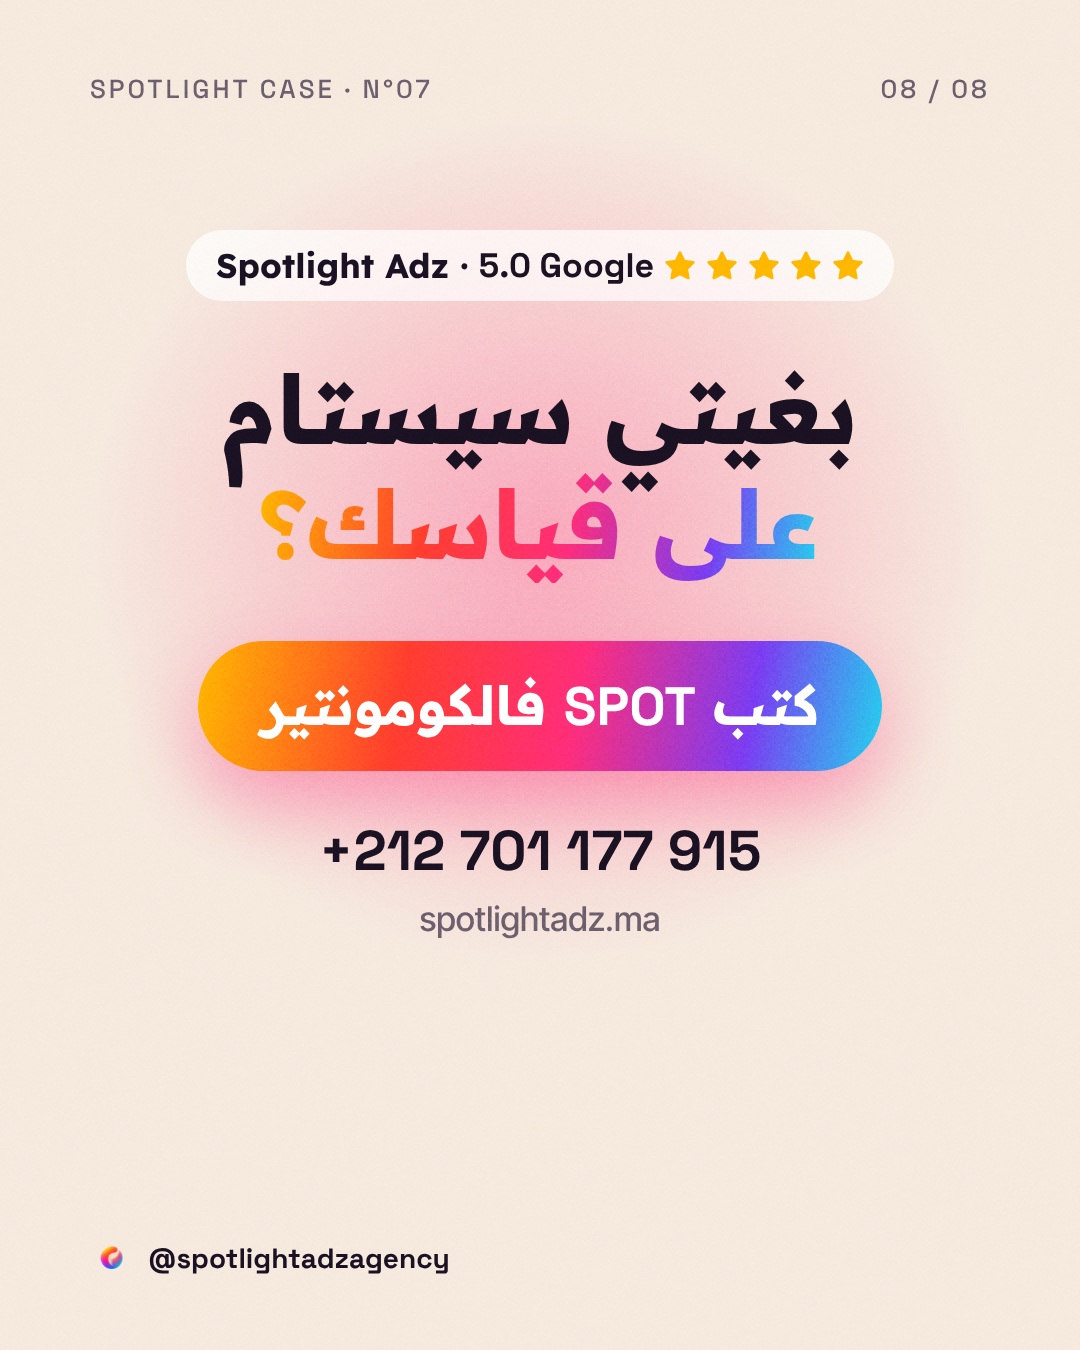 SPOTLIGHT CASE · N°07
08 / 08
Spotlight Adz · 5.0 Google ★★★★★
بغيتي سيستام
على قياسك؟
كتب SPOT فالكومونتير
+212 701 177 915
spotlightadz.ma
@spotlightadzagency